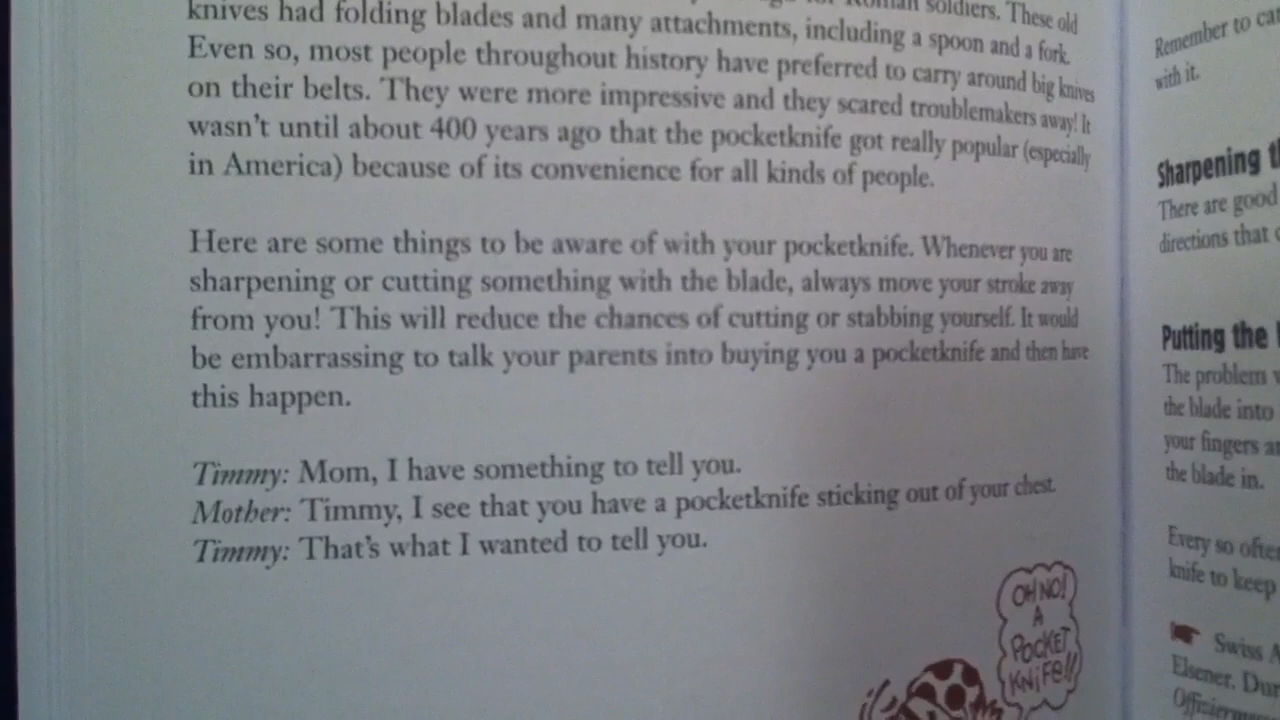 Roman soldiers. These old
knives had folding blades and many attachments, including a spoon and a fork.
Even so, most people throughout history have preferred to carry around big knives
on their belts. They were more impressive and they scared troublemakers away! It
wasn't until about 400 years ago that the pocketknife got really popular (especially
in America) because of its convenience for all kinds of people.
Here are some things to be aware of with your pocketknife. Whenever you are
sharpening or cutting something with the blade, always move your stroke away
from you! This will reduce the chances of cutting or stabbing yourself. It would
be embarrassing to talk your parents into buying you a pocketknife and then have
this happen.
Timmy: Mom, I have something to tell you.
Mother: Timmy, I see that you have a pocketknife sticking out of your chest.
Timmy: That's what I wanted to tell you.
OH NO!
A
POCKET
KNIFE!!
Remember to
with it.
Sharpening
There are good
directions that
Putting the
The problem
the blade into
your fingers
the blade in.
Every so
knife to keep
Swiss
Elsener.